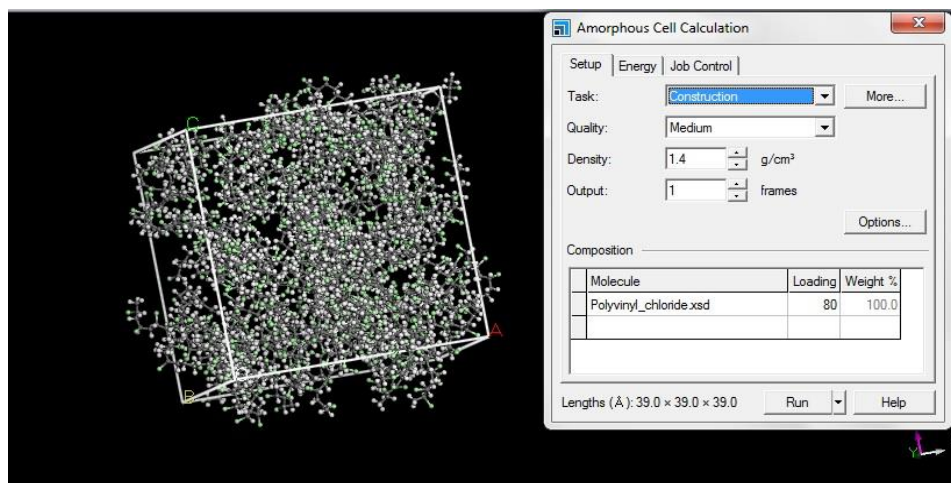 Amorphous Cell Calculation
Setup Energy Job Control
Task: Construction More...
Quality: Medium
Density: 1.4 g/cm³
Output: 1 frames
Options...
Composition
Molecule Loading Weight %
Polyvinyl_chloride.xsd 80 100.0
Lengths (Å): 39.0 × 39.0 × 39.0 Run Help
C
A
B
Y